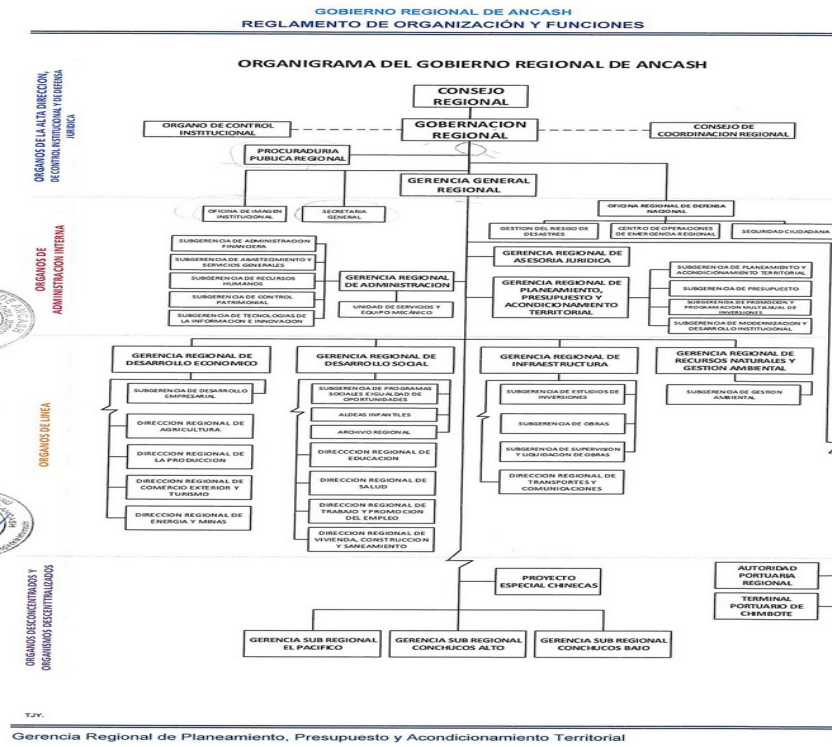 GOBIERNO REGIONAL DE ANCASH
REGLAMENTO DE ORGANIZACIÓN Y FUNCIONES
ORGANIGRAMA DEL GOBIERNO REGIONAL DE ANCASH
ORGANOS DE LA ALTA DIRECCION,
DE CONTROL INSTITUCIONAL Y DE DEFENSA
JURIDICA
CONSEJO
REGIONAL
ORGANO DE CONTROL
INSTITUCIONAL
GOBERNACION
REGIONAL
CONSEJO DE
COORDINACION REGIONAL
PROCURADURIA
PUBLICA REGIONAL
GERENCIA GENERAL
REGIONAL
OFICINA DE IMAGEN
INSTITUCIONAL
SECRETARIA
GENERAL
OFICINA REGIONAL DE DEFENSA
NACIONAL
GESTION DEL RIESGO DE
DESASTRES
CENTRO DE OPERACIONES
DE EMERGENCIA REGIONAL
SEGURIDAD CIUDADANA
ORGANOS DE
ADMINISTRACION INTERNA
SUBGERENCIA DE ADMINISTRACION
FINANCIERA
SUBGERENCIA DE ABASTECIMIENTO Y
SERVICIOS GENERALES
SUBGERENCIA DE RECURSOS
HUMANOS
SUBGERENCIA DE CONTROL
PATRIMONIAL
SUBGERENCIA DE TECNOLOGIAS DE
LA INFORMACION E INNOVACION
GERENCIA REGIONAL
DE ADMINISTRACION
UNIDAD DE SERVICIOS Y
EQUIPO MECÁNICO
GERENCIA REGIONAL DE
ASESORIA JURIDICA
GERENCIA REGIONAL DE
PLANEAMIENTO,
PRESUPUESTO Y
ACONDICIONAMIENTO
TERRITORIAL
SUBGERENCIA DE PLANEAMIENTO Y
ACONDICIONAMIENTO TERRITORIAL
SUBGERENCIA DE PRESUPUESTO
SUBGERENCIA DE PROMOCION Y
PROGRAMACION MULTIANUAL DE
INVERSIONES
SUBGERENCIA DE MODERNIZACION Y
DESARROLLO INSTITUCIONAL
ORGANOS DE LINEA
GERENCIA REGIONAL DE
DESARROLLO ECONOMICO
SUBGERENCIA DE DESARROLLO
EMPRESARIAL
DIRECCION REGIONAL DE
AGRICULTURA
DIRECCION REGIONAL DE
LA PRODUCCION
DIRECCION REGIONAL DE
COMERCIO EXTERIOR Y
TURISMO
DIRECCION REGIONAL DE
ENERGIA Y MINAS
GERENCIA REGIONAL DE
DESARROLLO SOCIAL
SUBGERENCIA DE PROGRAMAS
SOCIALES E IGUALDAD DE
OPORTUNIDADES
ALDEAS INFANTILES
ARCHIVO REGIONAL
DIRECCCION REGIONAL DE
EDUCACION
DIRECCION REGIONAL DE
SALUD
DIRECCION REGIONAL DE
TRABAJO Y PROMOCION
DEL EMPLEO
DIRECCION REGIONAL DE
VIVIENDA, CONSTRUCCION
Y SANEAMIENTO
GERENCIA REGIONAL DE
INFRAESTRUCTURA
SUBGERENCIA DE ESTUDIOS DE
INVERSIONES
SUBGERENCIA DE OBRAS
SUBGERENCIA DE SUPERVISION
Y LIQUIDACION DE OBRAS
DIRECCION REGIONAL DE
TRANSPORTES Y
COMUNICACIONES
GERENCIA REGIONAL DE
RECURSOS NATURALES Y
GESTION AMBIENTAL
SUBGERENCIA DE GESTION
AMBIENTAL
ORGANOS DESCONCENTRADOS Y
ORGANISMOS DESCENTTRALIZADOS
PROYECTO
ESPECIAL CHINECAS
AUTORIDAD
PORTUARIA
REGIONAL
TERMINAL
PORTUARIO DE
CHIMBOTE
GERENCIA SUB REGIONAL
EL PACIFICO
GERENCIA SUB REGIONAL
CONCHUCOS ALTO
GERENCIA SUB REGIONAL
CONCHUCOS BAJO
TJY.
Gerencia Regional de Planeamiento, Presupuesto y Acondicionamiento Territorial